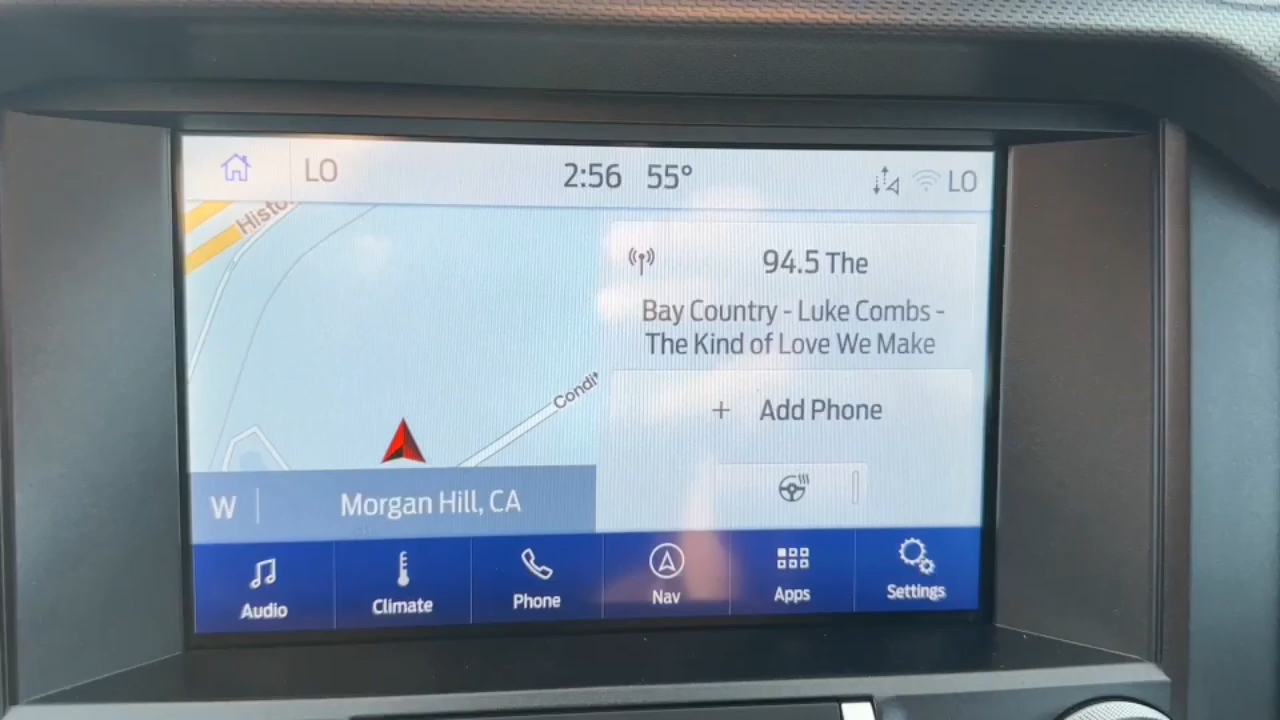 LO
2:56 55°
LO
Histo
94.5 The
Bay Country - Luke Combs -
The Kind of Love We Make
Condit
+ Add Phone
W
Morgan Hill, CA
Audio
Climate
Phone
Nav
Apps
Settings